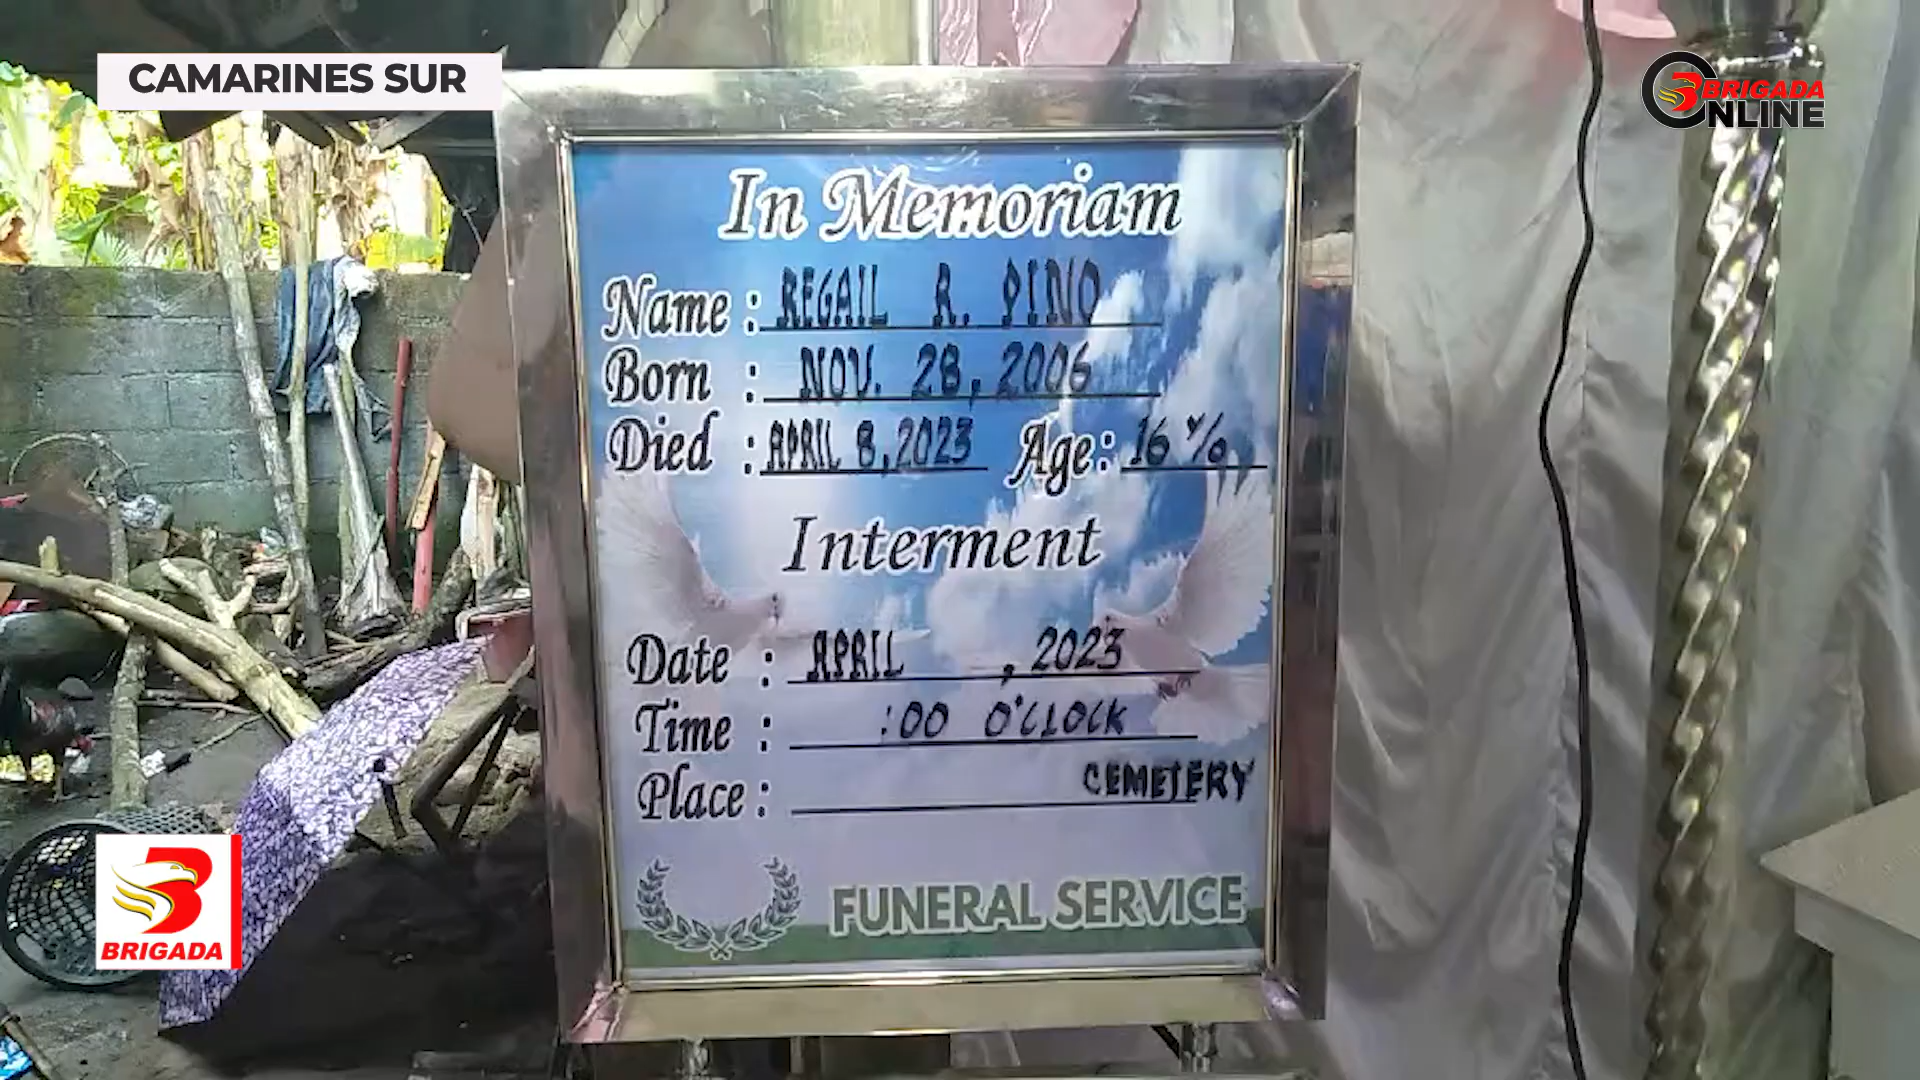 CAMARINES SUR
BRIGADA
ONLINE
In Memoriam
Name : REGAIL R. PINO
Born : NOV. 28, 2006
Died : APRIL 8, 2023 Age: 16 y/o
Interment
Date : APRIL , 2023
Time : :00 O'CLOCK
Place : CEMETERY
FUNERAL SERVICE
BRIGADA